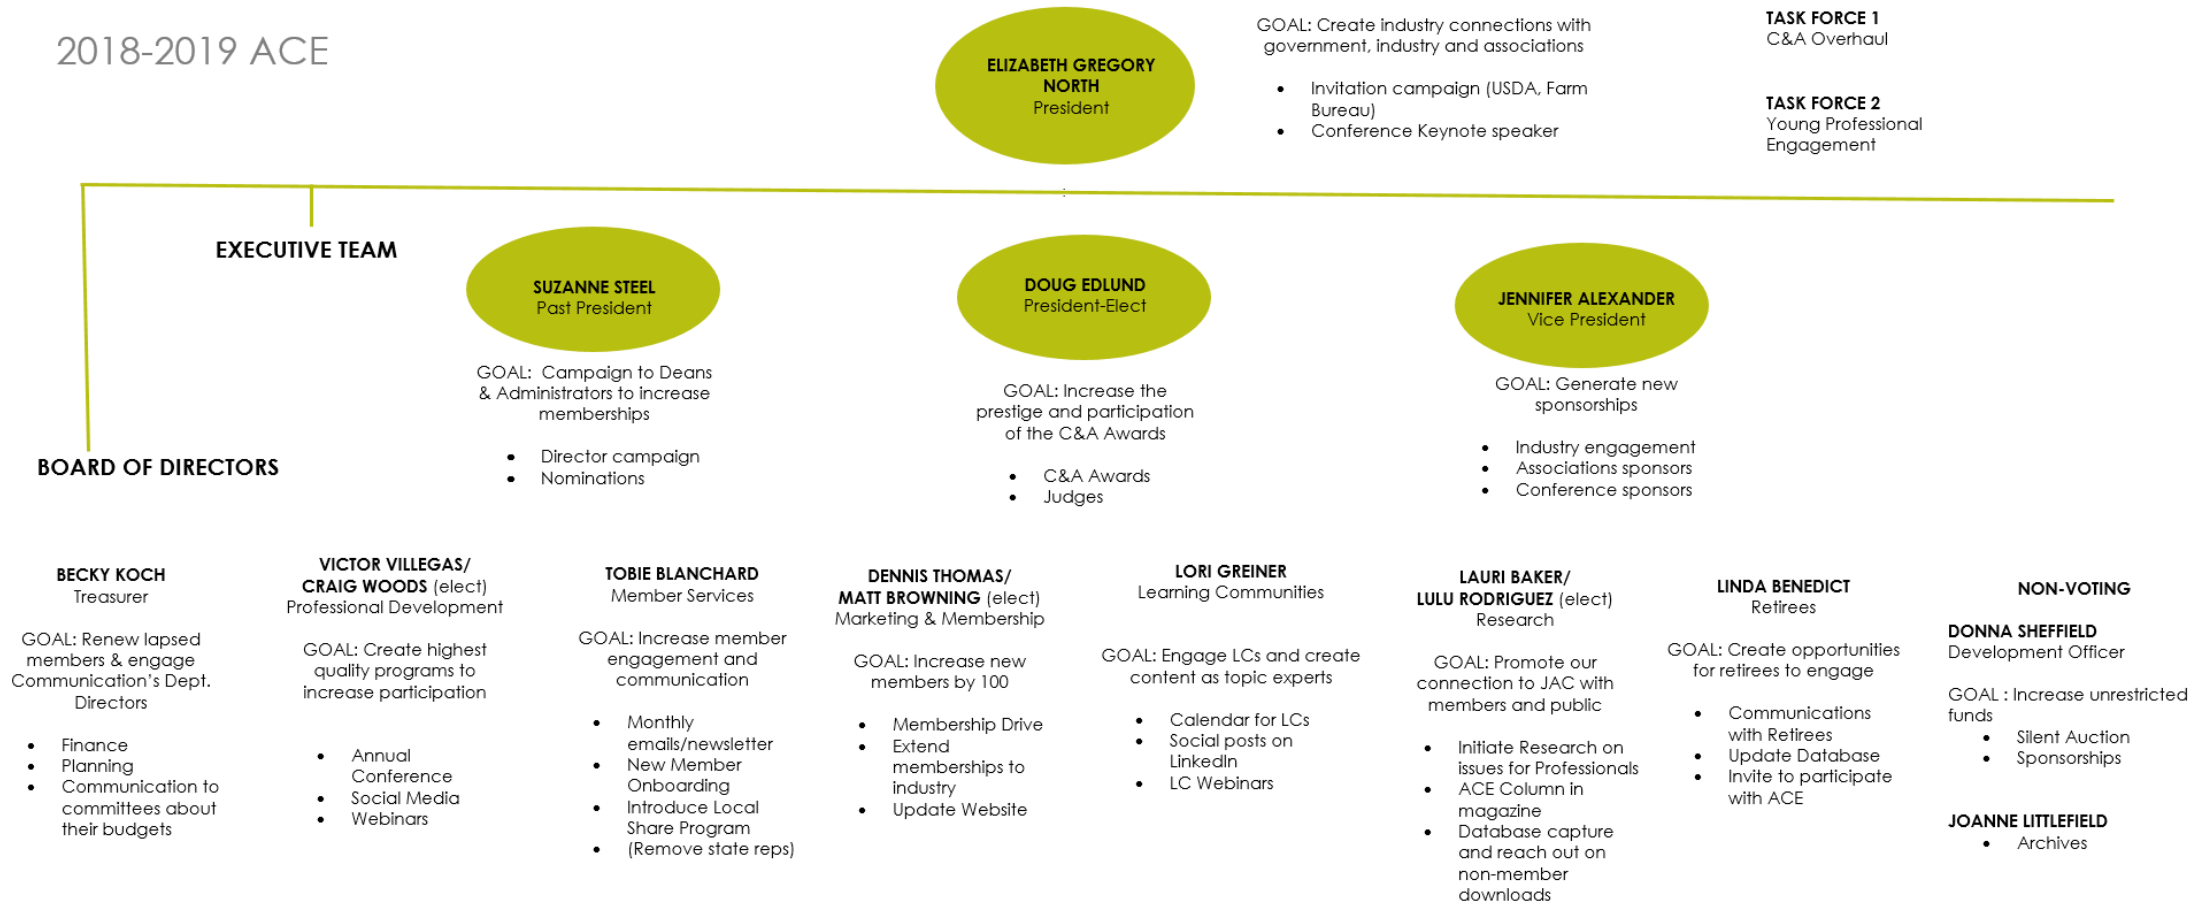 2018-2019 ACE
ELIZABETH GREGORY
NORTH
President
GOAL: Create industry connections with
government, industry and associations
• Invitation campaign (USDA, Farm
Bureau)
• Conference Keynote speaker
TASK FORCE 1
C&A Overhaul
TASK FORCE 2
Young Professional
Engagement
:
EXECUTIVE TEAM
SUZANNE STEEL
Past President
GOAL: Campaign to Deans
& Administrators to increase
memberships
• Director campaign
• Nominations
DOUG EDLUND
President-Elect
GOAL: Increase the
prestige and participation
of the C&A Awards
• C&A Awards
• Judges
JENNIFER ALEXANDER
Vice President
GOAL: Generate new
sponsorships
• Industry engagement
• Associations sponsors
• Conference sponsors
BOARD OF DIRECTORS
BECKY KOCH
Treasurer
GOAL: Renew lapsed
members & engage
Communication’s Dept.
Directors
• Finance
• Planning
• Communication to
committees about
their budgets
VICTOR VILLEGAS/
CRAIG WOODS (elect)
Professional Development
GOAL: Create highest
quality programs to
increase participation
• Annual
Conference
• Social Media
• Webinars
TOBIE BLANCHARD
Member Services
GOAL: Increase member
engagement and
communication
• Monthly
emails/newsletter
• New Member
Onboarding
• Introduce Local
Share Program
• (Remove state reps)
DENNIS THOMAS/
MATT BROWNING (elect)
Marketing & Membership
GOAL: Increase new
members by 100
• Membership Drive
• Extend
memberships to
industry
• Update Website
LORI GREINER
Learning Communities
GOAL: Engage LCs and create
content as topic experts
• Calendar for LCs
• Social posts on
LinkedIn
• LC Webinars
LAURI BAKER/
LULU RODRIGUEZ (elect)
Research
GOAL: Promote our
connection to JAC with
members and public
• Initiate Research on
issues for Professionals
• ACE Column in
magazine
• Database capture
and reach out on
non-member
downloads
LINDA BENEDICT
Retirees
GOAL: Create opportunities
for retirees to engage
• Communications
with Retirees
• Update Database
• Invite to participate
with ACE
NON-VOTING
DONNA SHEFFIELD
Development Officer
GOAL : Increase unrestricted
funds
• Silent Auction
• Sponsorships
JOANNE LITTLEFIELD
• Archives